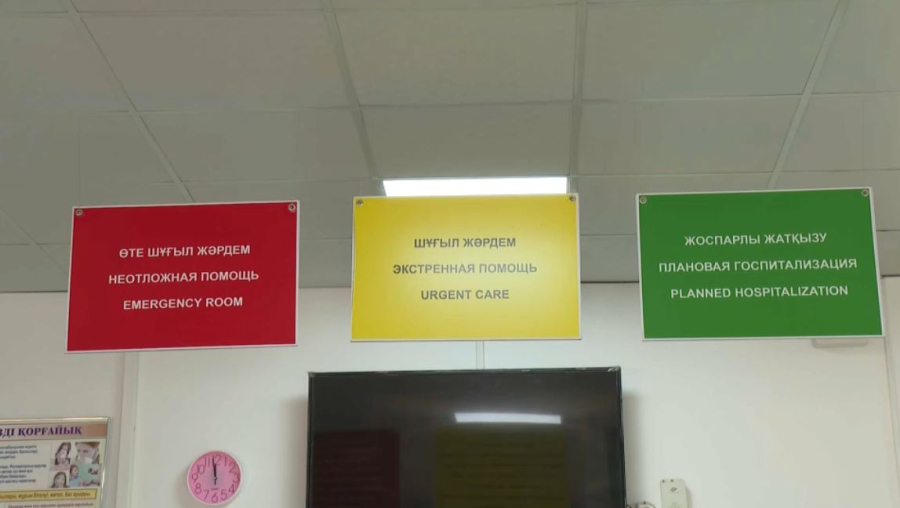 ӨТЕ ШҰҒЫЛ ЖӘРДЕМ
НЕОТЛОЖНАЯ ПОМОЩЬ
EMERGENCY ROOM
ШҰҒЫЛ ЖӘРДЕМ
ЭКСТРЕННАЯ ПОМОЩЬ
URGENT CARE
ЖОСПАРЛЫ ЖАТҚЫЗУ
ПЛАНОВАЯ ГОСПИТАЛИЗАЦИЯ
PLANNED HOSPITALIZATION
ҚОРҒАЙЫҚ